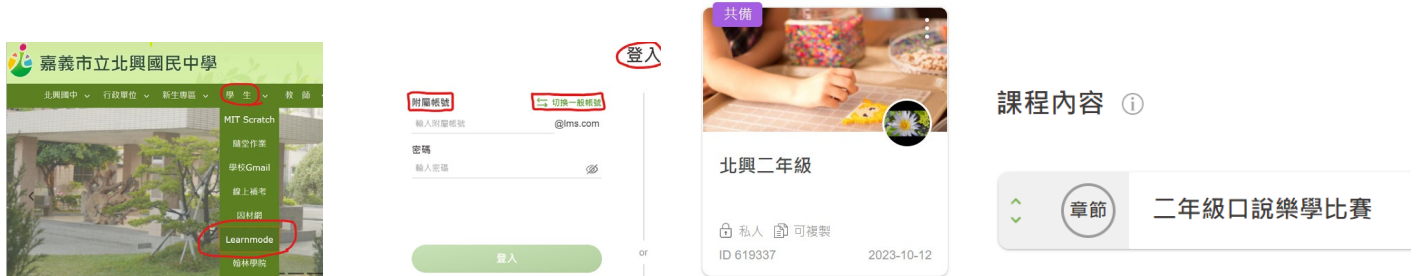 嘉義市立北興國民中學
北興國中 行政單位 新生專區 學 生 教 師
MIT Scratch
隨堂作業
學校Gmail
線上補考
因材網
Learnmode
翰林學院
登入
附屬帳號 切換一般帳號
輸入附屬帳號 @lms.com
密碼
輸入密碼
登入
or
共備
北興二年級
私人 可複製
ID 619337 2023-10-12
課程內容
章節 二年級口說樂學比賽